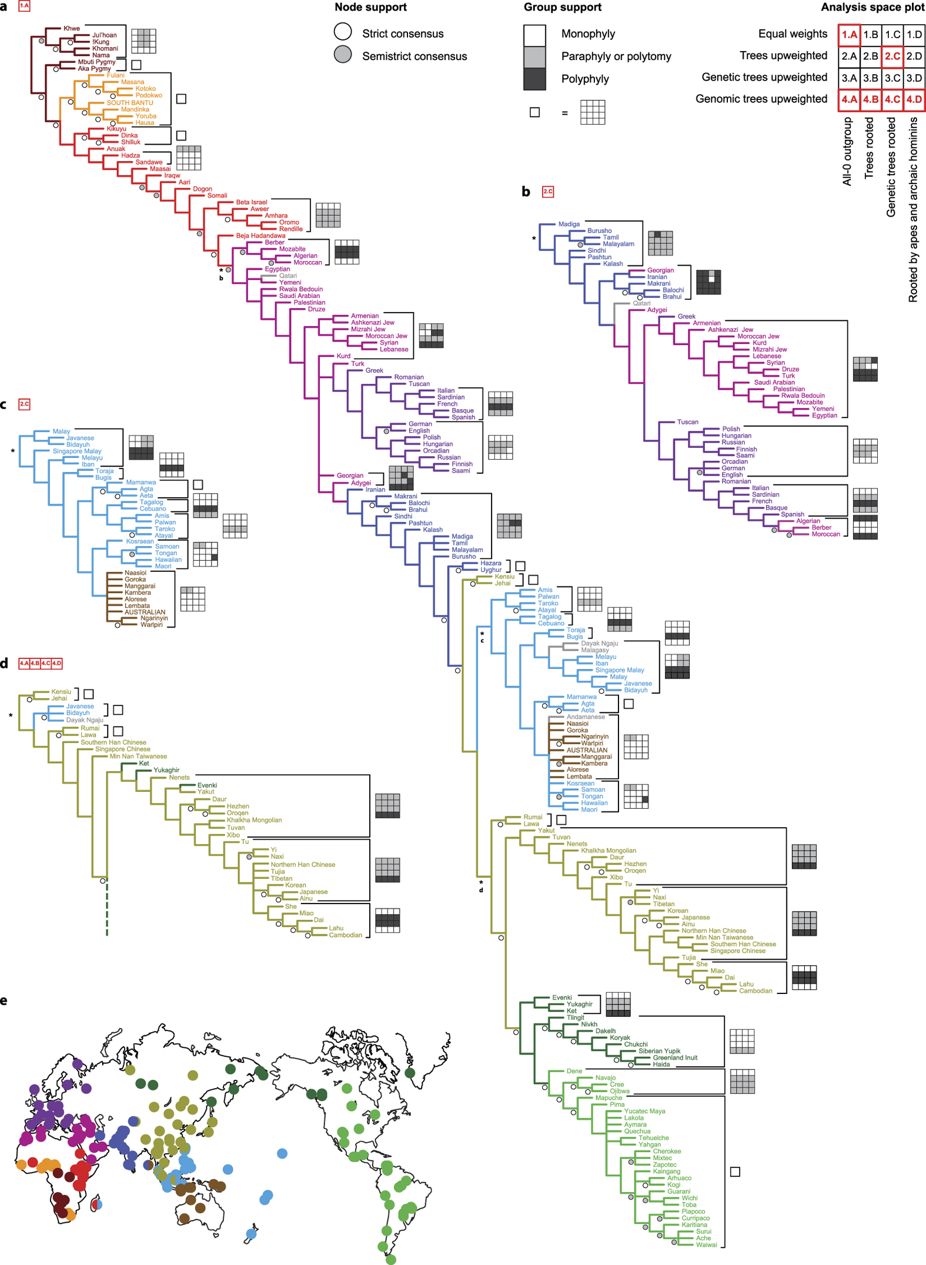 a
1.A
Node support
Strict consensus
Semistrict consensus
Group support
Monophyly
Paraphyly or polytomy
Polyphyly
=
Analysis space plot
Equal weights
1.A
1.B
1.C
1.D
Trees upweighted
2.A
2.B
2.C
2.D
Genetic trees upweighted
3.A
3.B
3.C
3.D
Genomic trees upweighted
4.A
4.B
4.C
4.D
All-0 outgroup
Trees rooted
Genetic trees rooted
Rooted by apes and archaic hominins
Khwe
Jul'hoan
!Kung
Khomani
Nama
Mbuti Pygmy
Aka Pygmy
Fulani
Masana
Kotoko
Podokwo
SOUTH BANTU
Mandinka
Yoruba
Hausa
Kikuyu
Dinka
Shilluk
Anuak
Hadza
Sandawe
Maasai
Iraqw
Aari
Dogon
Somali
Beta Israel
Aweer
Amhara
Oromo
Rendille
Beja Hadandawa
Berber
Mozabite
Algerian
Moroccan
*
b
Egyptian
Qatari
Yemeni
Rwala Bedouin
Saudi Arabian
Palestinian
Druze
Armenian
Ashkenazi Jew
Mizrahi Jew
Moroccan Jew
Syrian
Lebanese
Kurd
Turk
Greek
Romanian
Tuscan
Italian
Sardinian
French
Basque
Spanish
German
English
Polish
Hungarian
Orcadian
Russian
Finnish
Saami
Georgian
Adygei
Iranian
Makrani
Balochi
Brahui
Sindhi
Pashtun
Kalash
Madiga
Tamil
Malayalam
Burusho
Hazara
Uyghur
Kensiu
Jehai
Amis
Paiwan
Taroko
Atayal
Tagalog
Cebuano
*
c
Toraja
Bugis
Dayak Ngaju
Malagasy
Melayu
Iban
Singapore Malay
Malay
Javanese
Bidayuh
Mamanwa
Agta
Aeta
Andamanese
Naasioi
Goroka
Ngarinyin
Warlpiri
AUSTRALIAN
Manggarai
Kambera
Alorese
Lembata
Kosraean
Samoan
Tongan
Hawaiian
Maori
Rumai
Lawa
Yakut
Tuvan
Nenets
Khalkha Mongolian
Daur
Hezhen
Oroqen
Xibo
*
d
Tu
Yi
Naxi
Tibetan
Korean
Japanese
Ainu
Northern Han Chinese
Min Nan Taiwanese
Southern Han Chinese
Singapore Chinese
Tujia
She
Miao
Dai
Lahu
Cambodian
Evenki
Yukaghir
Ket
Tlingit
Nivkh
Dakelh
Koryak
Chukchi
Siberian Yupik
Greenland Inuit
Haida
Dene
Navajo
Cree
Ojibwa
Mapuche
Pima
Yucatec Maya
Lakota
Aymara
Quechua
Tehuelche
Yahgan
Cherokee
Mixtec
Zapotec
Kaingang
Arhuaco
Kogi
Guarani
Wichi
Toba
Piapoco
Curripaco
Karitiana
Surui
Ache
Waiwai
b
2.C
*
Madiga
Burusho
Tamil
Malayalam
Sindhi
Pashtun
Kalash
Georgian
Iranian
Makrani
Balochi
Brahui
Qatari
Adygei
Greek
Armenian
Ashkenazi Jew
Moroccan Jew
Kurd
Mizrahi Jew
Lebanese
Syrian
Druze
Turk
Saudi Arabian
Palestinian
Rwala Bedouin
Mozabite
Yemeni
Egyptian
Tuscan
Polish
Hungarian
Russian
Finnish
Saami
Orcadian
German
English
Romanian
Italian
Sardinian
French
Basque
Spanish
Algerian
Berber
Moroccan
c
2.C
*
Malay
Javanese
Bidayuh
Singapore Malay
Melayu
Iban
Toraja
Bugis
Mamanwa
Agta
Aeta
Tagalog
Cebuano
Amis
Paiwan
Taroko
Atayal
Kosraean
Samoan
Tongan
Hawaiian
Maori
Naasioi
Goroka
Manggarai
Kambera
Alorese
Lembata
AUSTRALIAN
Ngarinyin
Warlpiri
d
4.A 4.B 4.C 4.D
*
Kensiu
Jehai
Javanese
Bidayuh
Dayak Ngaju
Rumai
Lawa
Southern Han Chinese
Singapore Chinese
Min Nan Taiwanese
Ket
Yukaghir
Nenets
Evenki
Yakut
Daur
Hezhen
Oroqen
Khalkha Mongolian
Tuvan
Xibo
Tu
Yi
Naxi
Northern Han Chinese
Tujia
Tibetan
Korean
Japanese
Ainu
She
Miao
Dai
Lahu
Cambodian
e